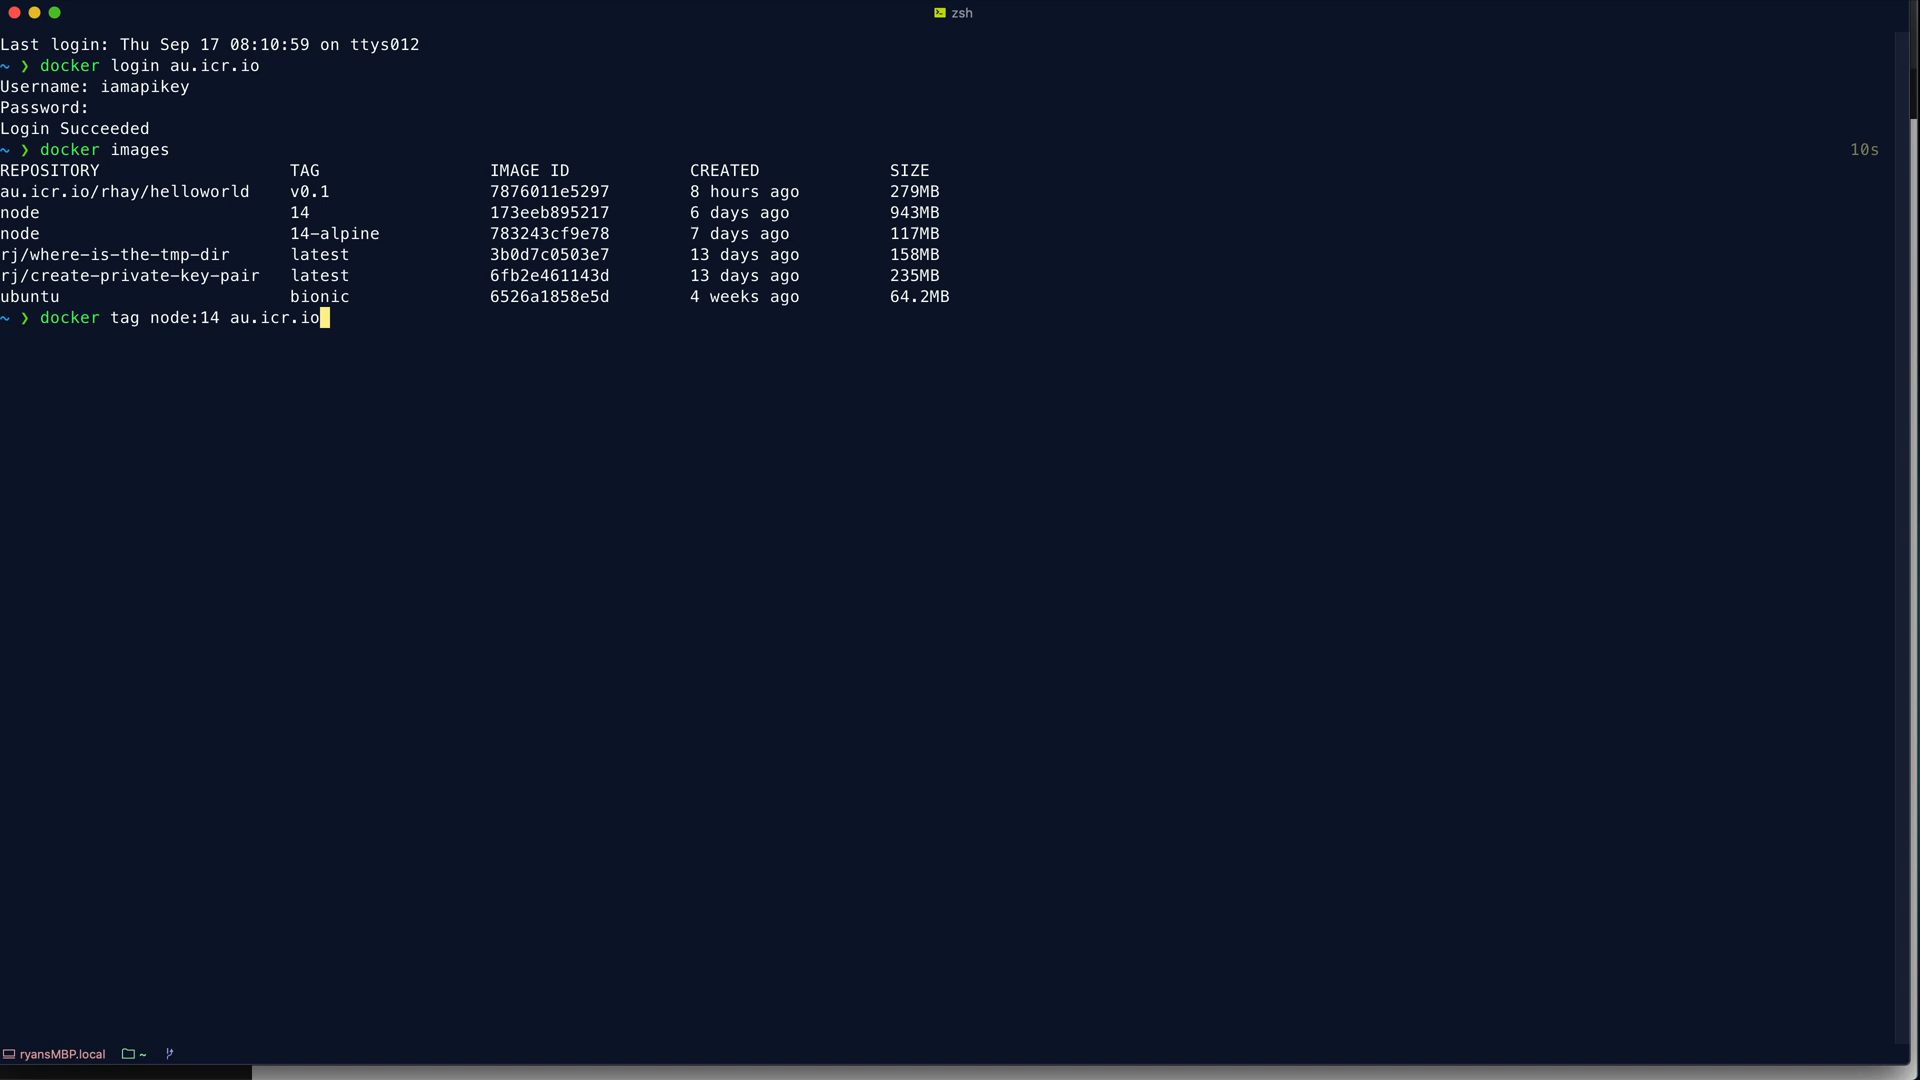 zsh
Last login: Thu Sep 17 08:10:59 on ttys012
~ ❯ docker login au.icr.io
Username: iamapikey
Password:
Login Succeeded
~ ❯ docker images 10s
REPOSITORY TAG IMAGE ID CREATED SIZE
au.icr.io/rhay/helloworld v0.1 7876011e5297 8 hours ago 279MB
node 14 173eeb895217 6 days ago 943MB
node 14-alpine 783243cf9e78 7 days ago 117MB
rj/where-is-the-tmp-dir latest 3b0d7c0503e7 13 days ago 158MB
rj/create-private-key-pair latest 6fb2e461143d 13 days ago 235MB
ubuntu bionic 6526a1858e5d 4 weeks ago 64.2MB
~ ❯ docker tag node:14 au.icr.io
ryansMBP.local ~